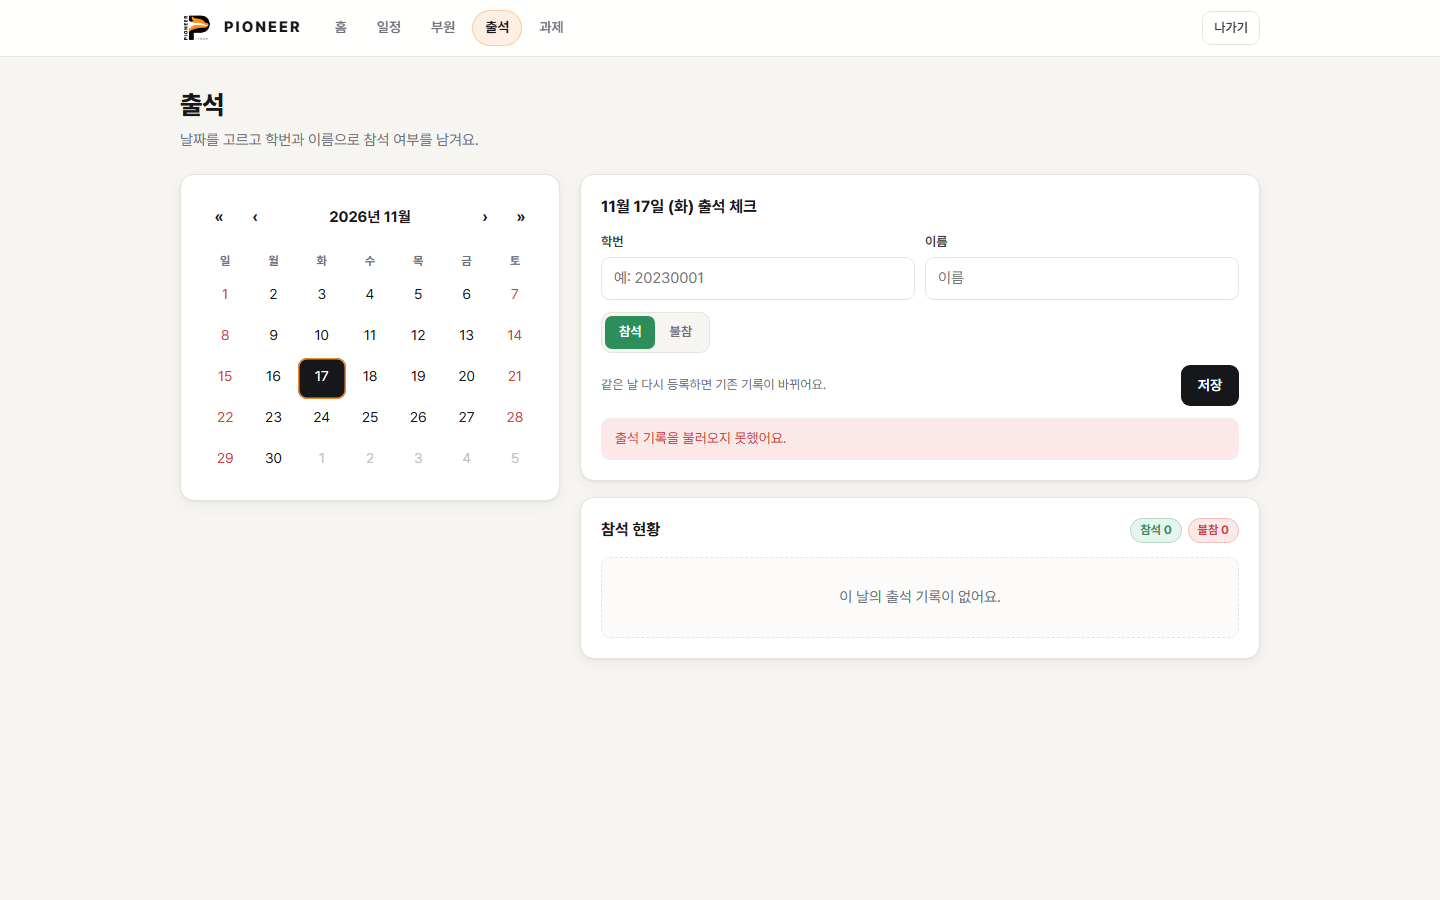 PIONEER
홈 일정 부원 출석 과제
나가기
출석
날짜를 고르고 학번과 이름으로 참석 여부를 남겨요.
« ‹ 2026년 11월 › »
일 월 화 수 목 금 토
1 2 3 4 5 6 7
8 9 10 11 12 13 14
15 16 17 18 19 20 21
22 23 24 25 26 27 28
29 30 1 2 3 4 5
11월 17일 (화) 출석 체크
학번 이름
예: 20230001 이름
참석 불참
같은 날 다시 등록하면 기존 기록이 바뀌어요.
저장
출석 기록을 불러오지 못했어요.
참석 현황
참석 0 불참 0
이 날의 출석 기록이 없어요.